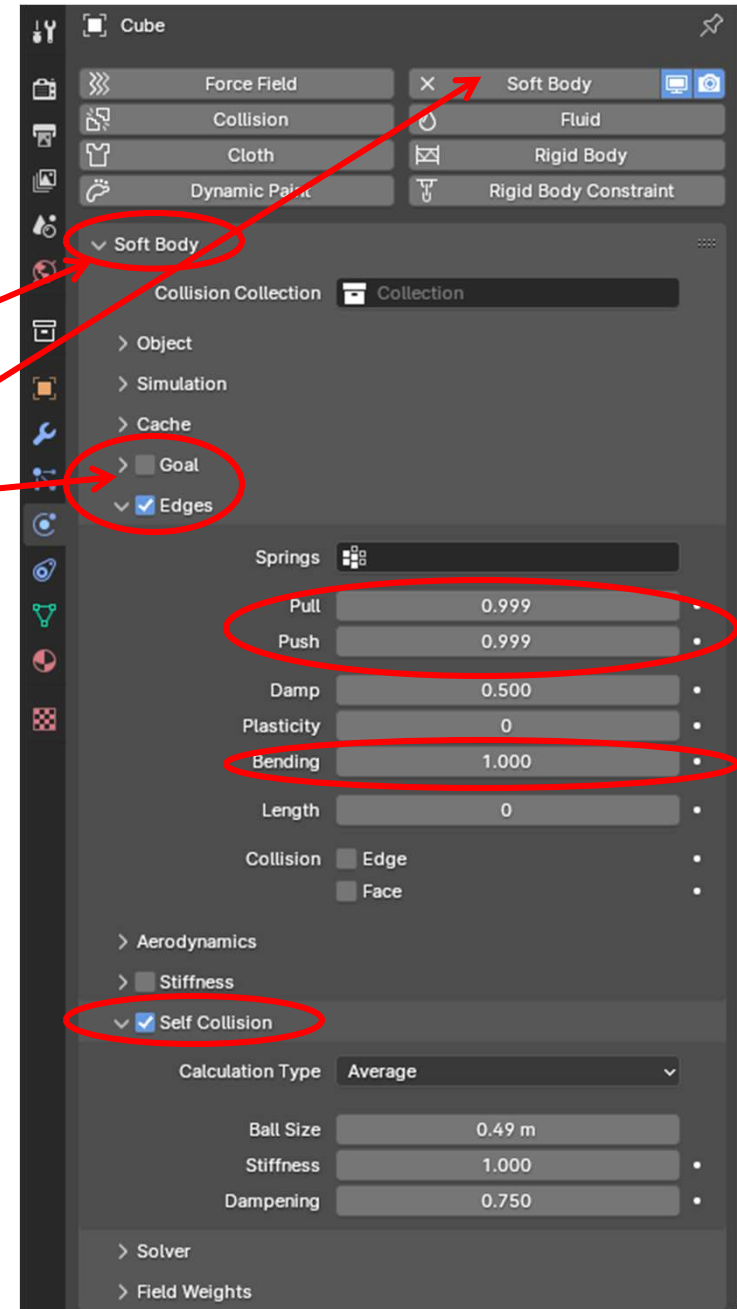 Cube
Force Field Soft Body
Collision Fluid
Cloth Rigid Body
Dynamic Paint Rigid Body Constraint
Soft Body
Collision Collection Collection
Object
Simulation
Cache
Goal
Edges
Springs
Pull 0.999
Push 0.999
Damp 0.500
Plasticity 0
Bending 1.000
Length 0
Collision Edge
Face
Aerodynamics
Stiffness
Self Collision
Calculation Type Average
Ball Size 0.49 m
Stiffness 1.000
Dampening 0.750
Solver
Field Weights